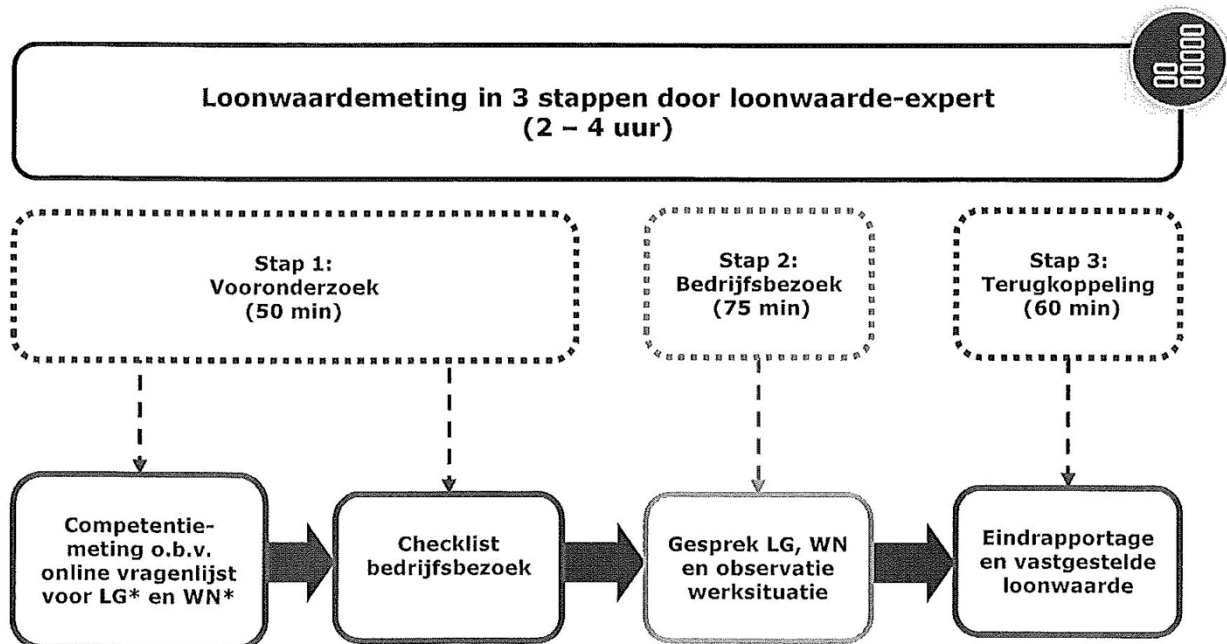 Loonwaardemeting in 3 stappen door loonwaarde-expert
(2 – 4 uur)
Stap 1:
Vooronderzoek
(50 min)
Stap 2:
Bedrijfsbezoek
(75 min)
Stap 3:
Terugkoppeling
(60 min)
Competentie-
meting o.b.v.
online vragenlijst
voor LG* en WN*
Checklist
bedrijfsbezoek
Gesprek LG, WN
en observatie
werksituatie
Eindrapportage
en vastgestelde
loonwaarde